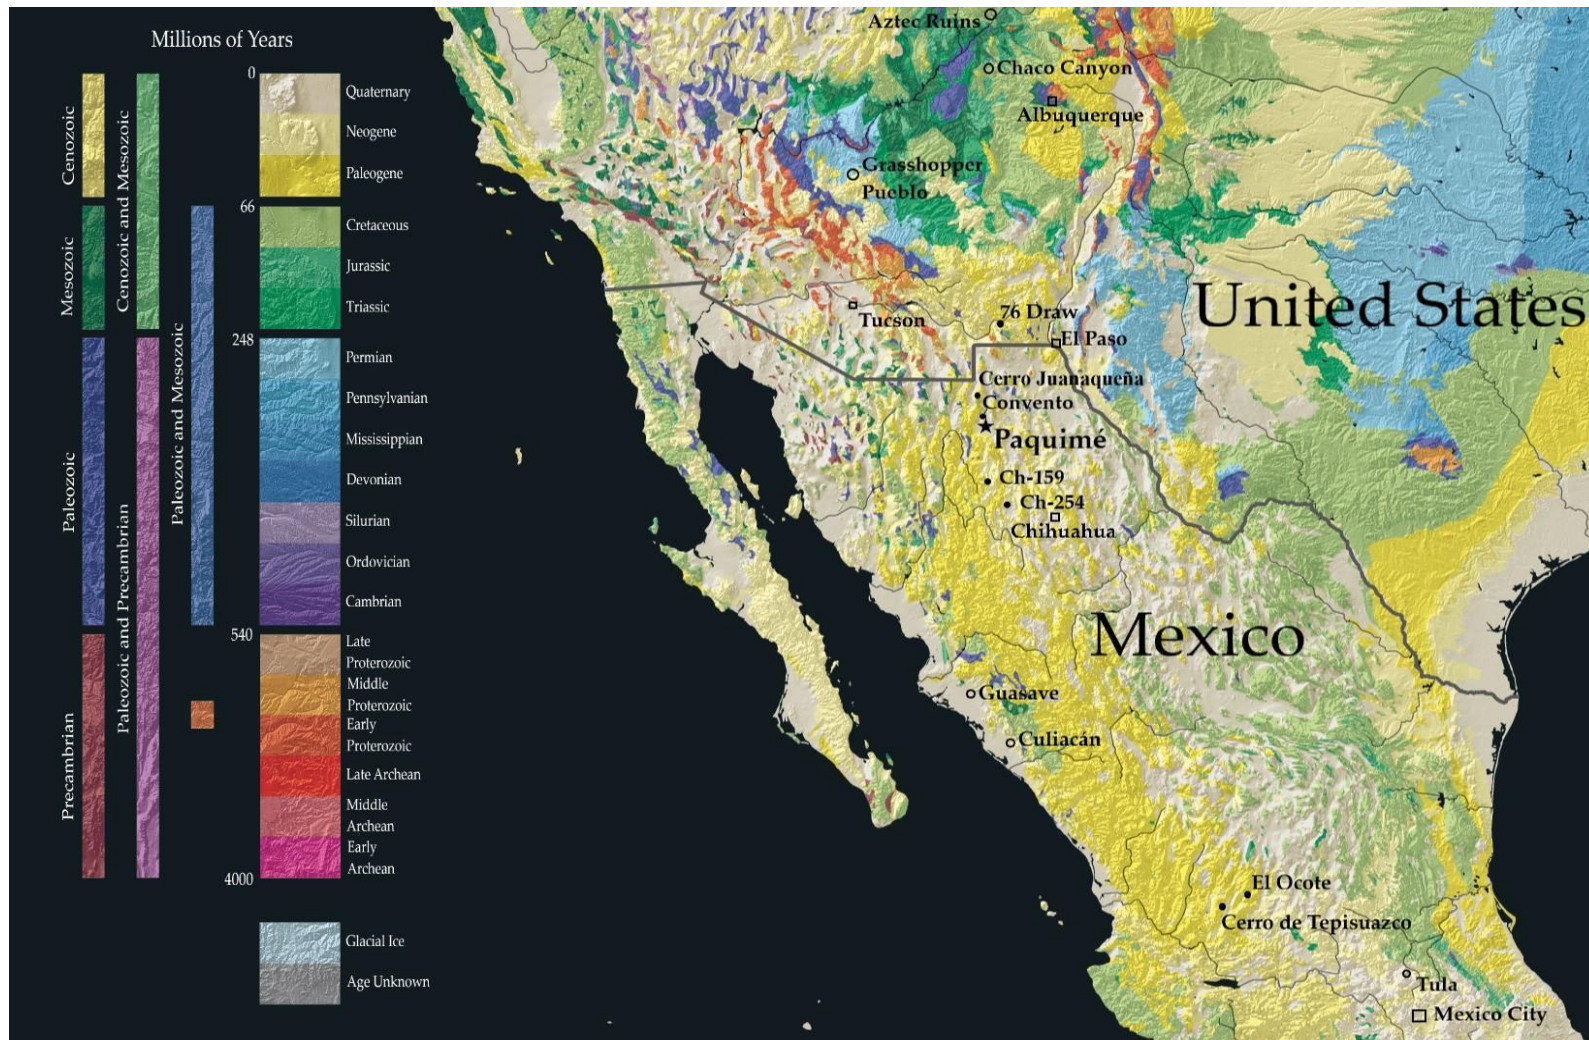 Millions of Years
0
66
248
540
4000
Cenozoic
Mesozoic
Paleozoic
Precambrian
Cenozoic and Mesozoic
Paleozoic and Precambrian
Paleozoic and Mesozoic
Quaternary
Neogene
Paleogene
Cretaceous
Jurassic
Triassic
Permian
Pennsylvanian
Mississippian
Devonian
Silurian
Ordovician
Cambrian
Late
Proterozoic
Middle
Proterozoic
Early
Proterozoic
Late Archean
Middle
Archean
Early
Archean
Glacial Ice
Age Unknown
Aztec Ruins
Chaco Canyon
Albuquerque
Grasshopper
Pueblo
United States
Tucson
76 Draw
El Paso
Cerro Juanaqueña
Convento
Paquimé
Ch-159
Ch-254
Chihuahua
Mexico
Guasave
Culiacán
El Ocote
Cerro de Tepisuazco
Tula
Mexico City